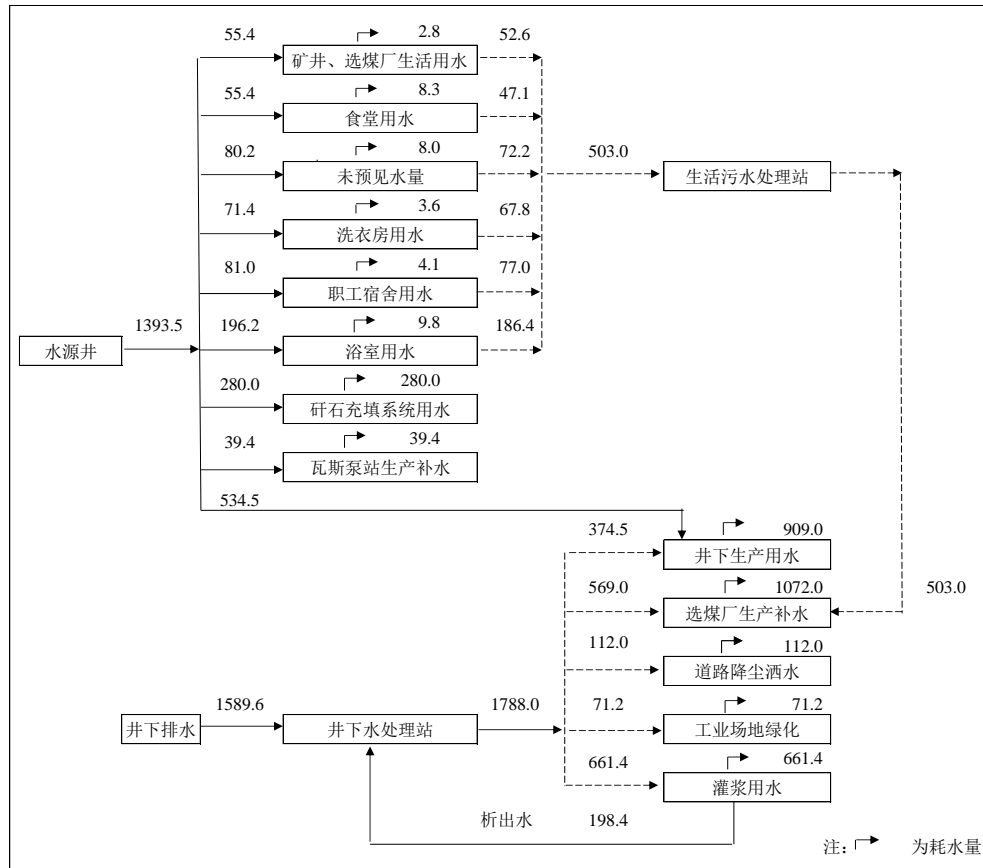 55.4 2.8 52.6
矿井、选煤厂生活用水
55.4 8.3 47.1
食堂用水
80.2 8.0 72.2 503.0
未预见水量 生活污水处理站
71.4 3.6 67.8
洗衣房用水
81.0 4.1 77.0
职工宿舍用水
1393.5 196.2 9.8 186.4
水源井 浴室用水
280.0 280.0
矸石充填系统用水
39.4 39.4
瓦斯泵站生产补水
534.5
374.5 909.0
井下生产用水
569.0 1072.0 503.0
选煤厂生产补水
112.0 112.0
道路降尘洒水
1589.6 1788.0 71.2 71.2
井下排水 井下水处理站 工业场地绿化
661.4 661.4
灌浆用水
析出水 198.4
注: 为耗水量